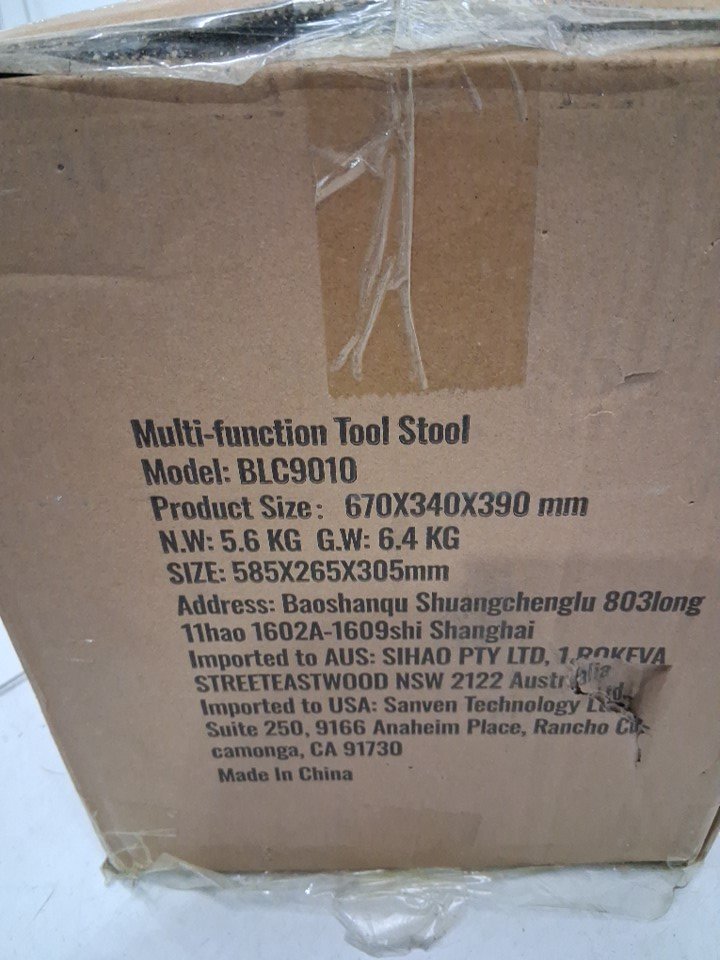 Multi-function Tool Stool
Model: BLC9010
Product Size: 670X340X390 mm
N.W: 5.6 KG G.W: 6.4 KG
SIZE: 585X265X305mm
Address: Baoshanqu Shuangchenglu 803long
11hao 1602A-1609shi Shanghai
Imported to AUS: SIHAO PTY LTD, 1 ROKEVA
STREETEASTWOOD NSW 2122 Australia
Imported to USA: Sanven Technology Ltd.
Suite 250, 9166 Anaheim Place, Rancho Cu
camonga, CA 91730
Made In China